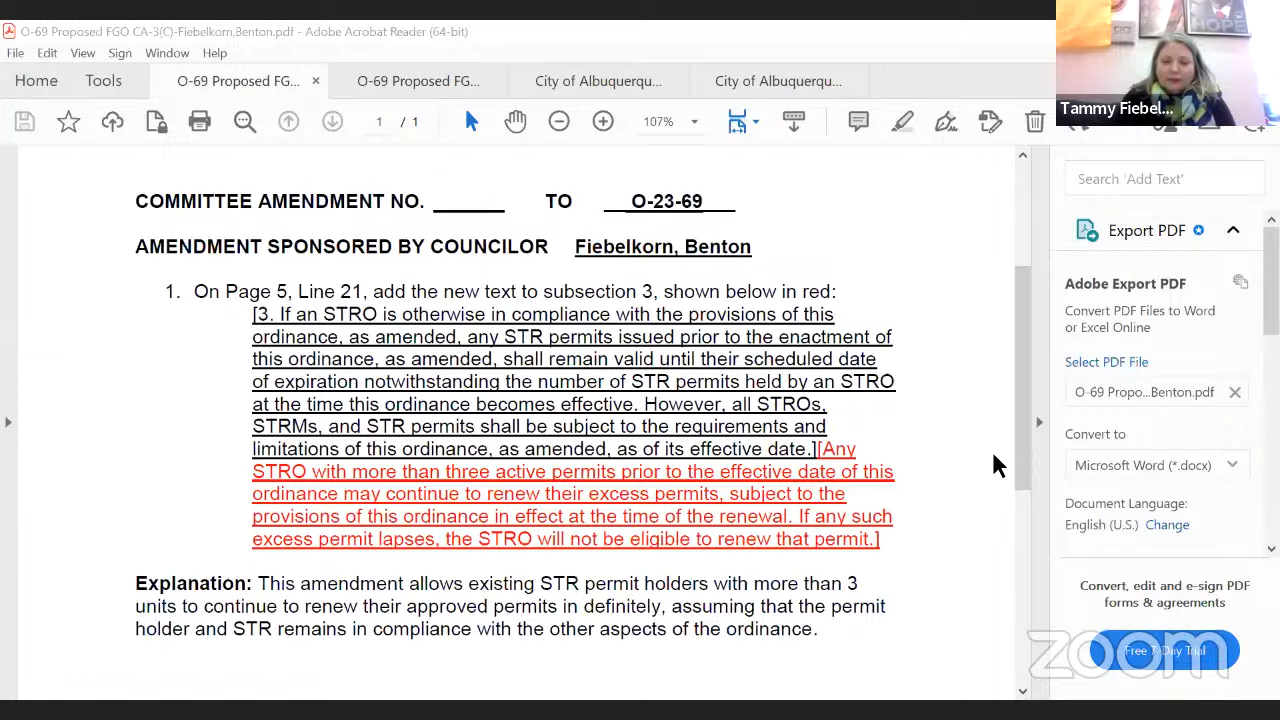 O-69 Proposed FGO CA-3(C)-Fiebelkorn,Benton.pdf - Adobe Acrobat Reader (64-bit)
HOPE
File Edit View Sign Window Help
Home Tools O-69 Proposed FG... × O-69 Proposed FG... City of Albuquerqu... City of Albuquerqu...
Tammy Fiebel...
1 / 1 107%
COMMITTEE AMENDMENT NO. ______ TO O-23-69
AMENDMENT SPONSORED BY COUNCILOR Fiebelkorn, Benton
1. On Page 5, Line 21, add the new text to subsection 3, shown below in red:
[3. If an STRO is otherwise in compliance with the provisions of this
ordinance, as amended, any STR permits issued prior to the enactment of
this ordinance, as amended, shall remain valid until their scheduled date
of expiration notwithstanding the number of STR permits held by an STRO
at the time this ordinance becomes effective. However, all STROs,
STRMs, and STR permits shall be subject to the requirements and
limitations of this ordinance, as amended, as of its effective date.][Any
STRO with more than three active permits prior to the effective date of this
ordinance may continue to renew their excess permits, subject to the
provisions of this ordinance in effect at the time of the renewal. If any such
excess permit lapses, the STRO will not be eligible to renew that permit.]
Explanation: This amendment allows existing STR permit holders with more than 3
units to continue to renew their approved permits in definitely, assuming that the permit
holder and STR remains in compliance with the other aspects of the ordinance.
Search 'Add Text'
Export PDF
Adobe Export PDF
Convert PDF Files to Word
or Excel Online
Select PDF File
O-69 Propo...Benton.pdf
Convert to
Microsoft Word (*.docx)
Document Language:
English (U.S.) Change
Convert, edit and e-sign PDF
forms & agreements
Free 7-Day Trial
zoom